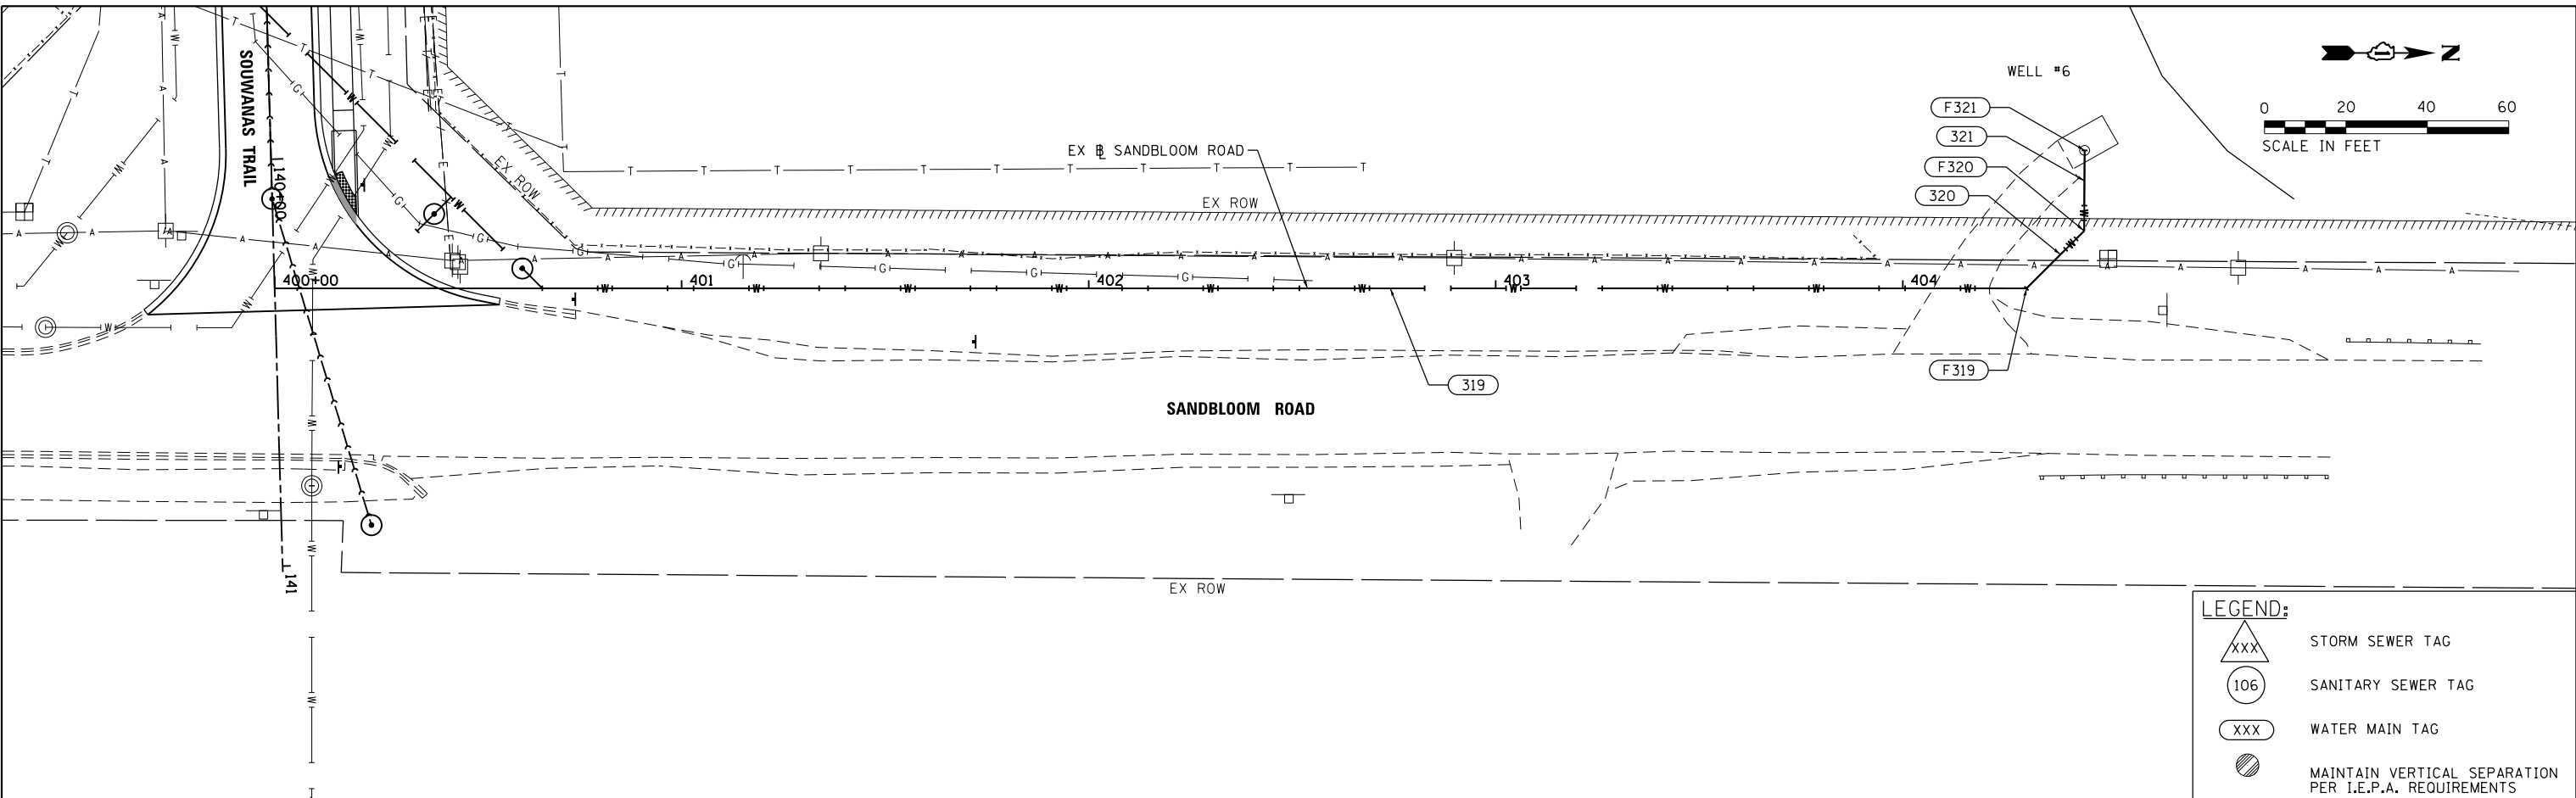 SOUWANAS TRAIL
140+00
141
400+00
401
402
403
404
EX ROW
EX ROW
EX ROW
EX ⅊ SANDBLOOM ROAD
SANDBLOOM ROAD
319
F319
320
F320
321
F321
WELL #6
N
0 20 40 60
SCALE IN FEET
LEGEND:
XXX STORM SEWER TAG
106 SANITARY SEWER TAG
XXX WATER MAIN TAG
MAINTAIN VERTICAL SEPARATION
PER I.E.P.A. REQUIREMENTS